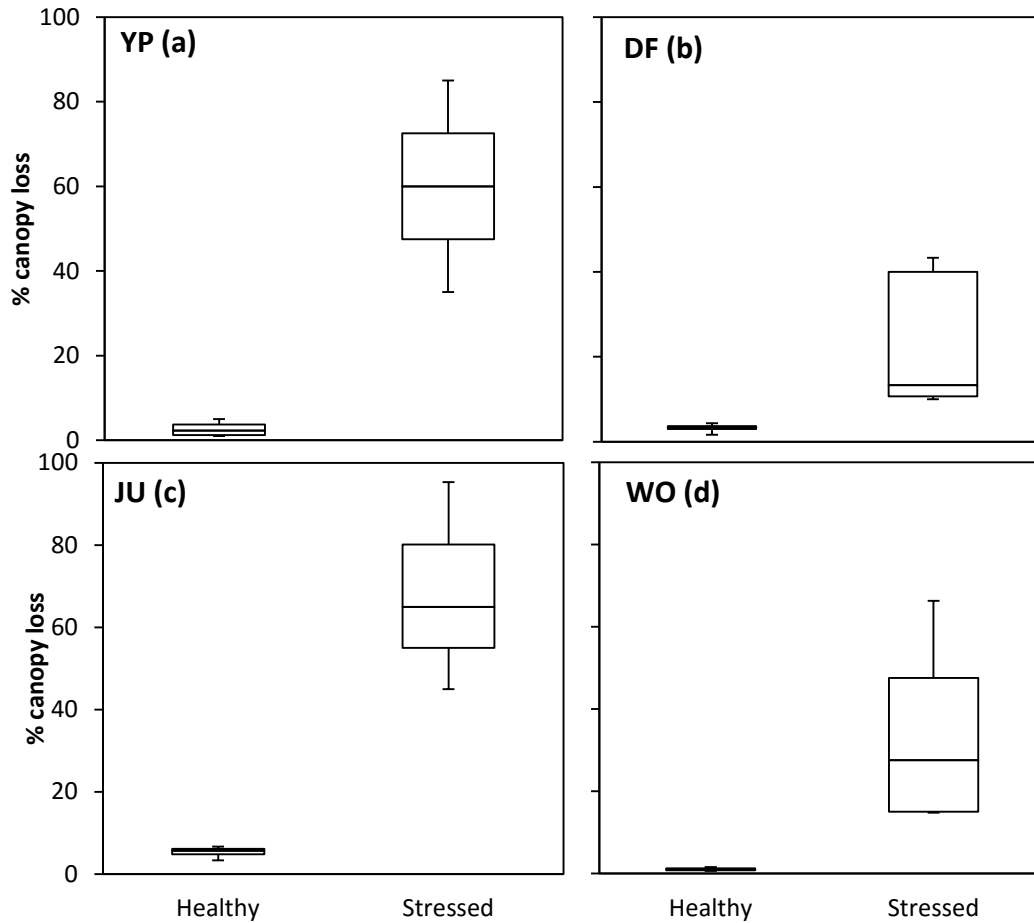 YP (a)
DF (b)
100
80
60
40
20
0
% canopy loss
JU (c)
WO (d)
100
80
60
40
20
0
% canopy loss
Healthy
Stressed
Healthy
Stressed